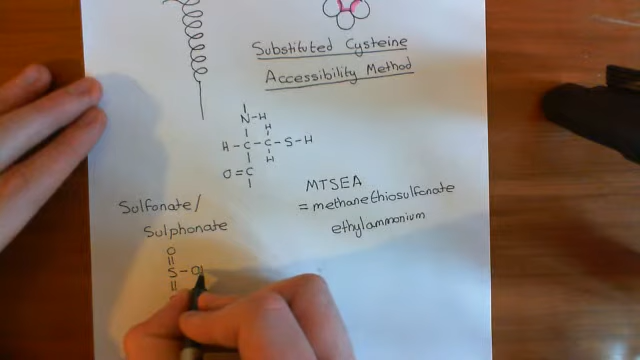 Substituted Cysteine
Accessibility Method
N-H
H
H-C-C-S-H
H
O=C
MTSEA
= methanethiosulfonate
ethylammonium
Sulfonate/
Sulphonate
O
S-O